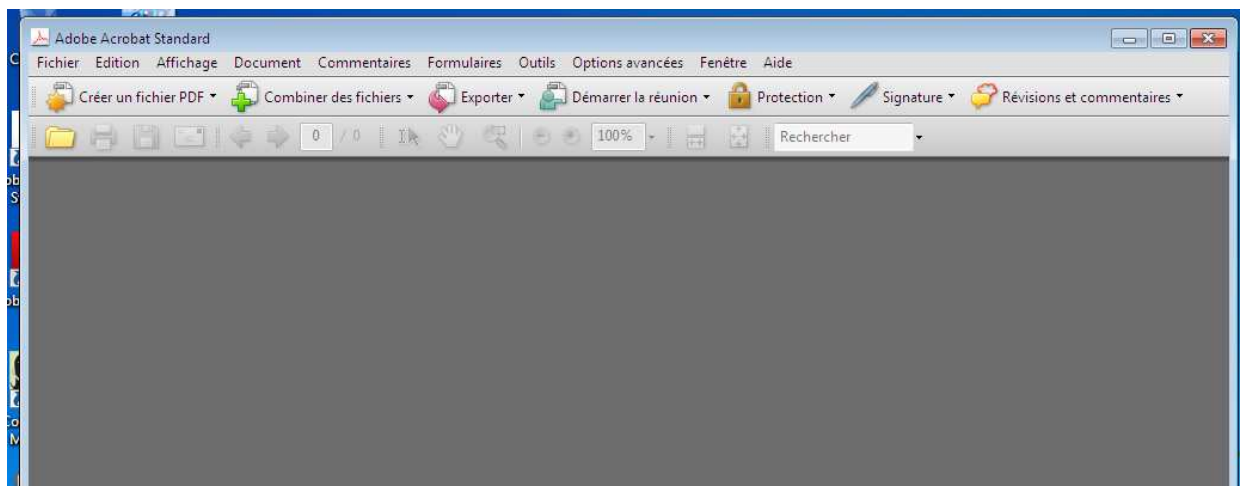 Adobe Acrobat Standard
Fichier Edition Affichage Document Commentaires Formulaires Outils Options avancées Fenêtre Aide
Créer un fichier PDF Combiner des fichiers Exporter Démarrer la réunion Protection Signature Révisions et commentaires
0 / 0 100% Rechercher